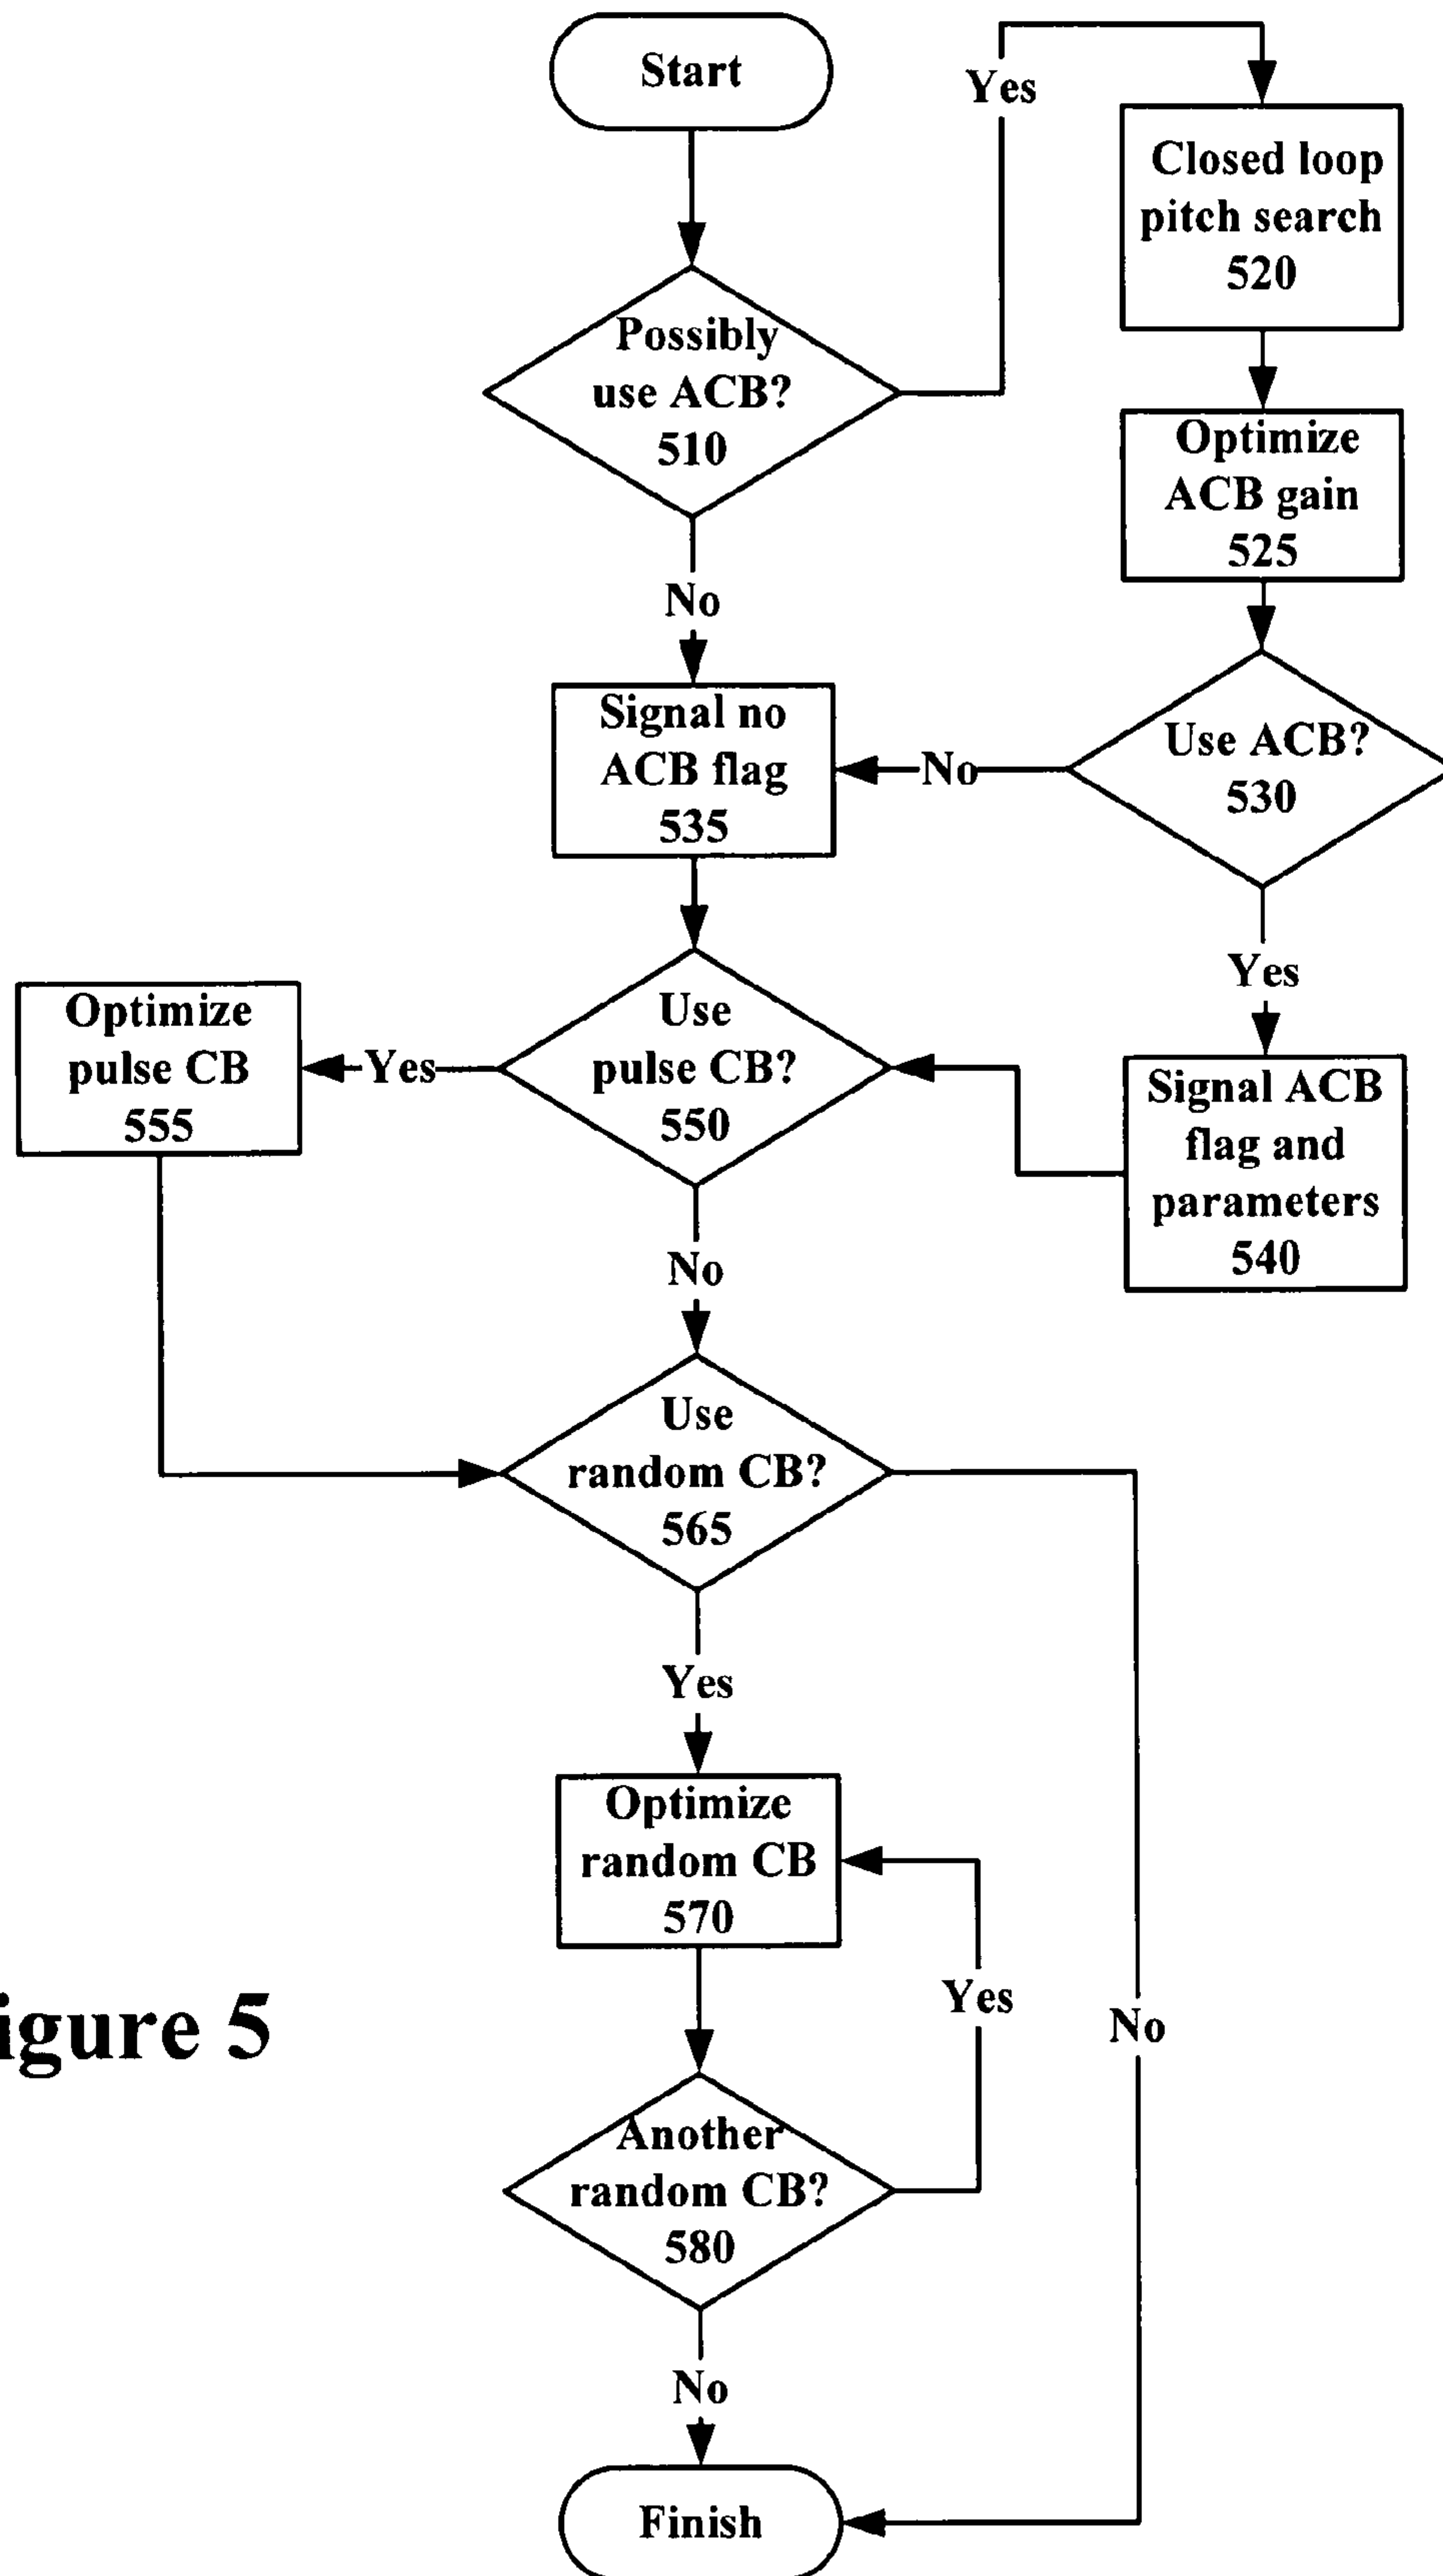 Start
Yes
Closed loop
pitch search
520
Possibly
use ACB?
510
Optimize
ACB gain
525
No
Signal no
ACB flag
535
No
Use ACB?
530
Yes
Optimize
pulse CB
555
Yes
Use
pulse CB?
550
Signal ACB
flag and
parameters
540
No
Use
random CB?
565
Yes
Optimize
random CB
570
Yes
No
igure 5
Another
random CB?
580
No
Finish